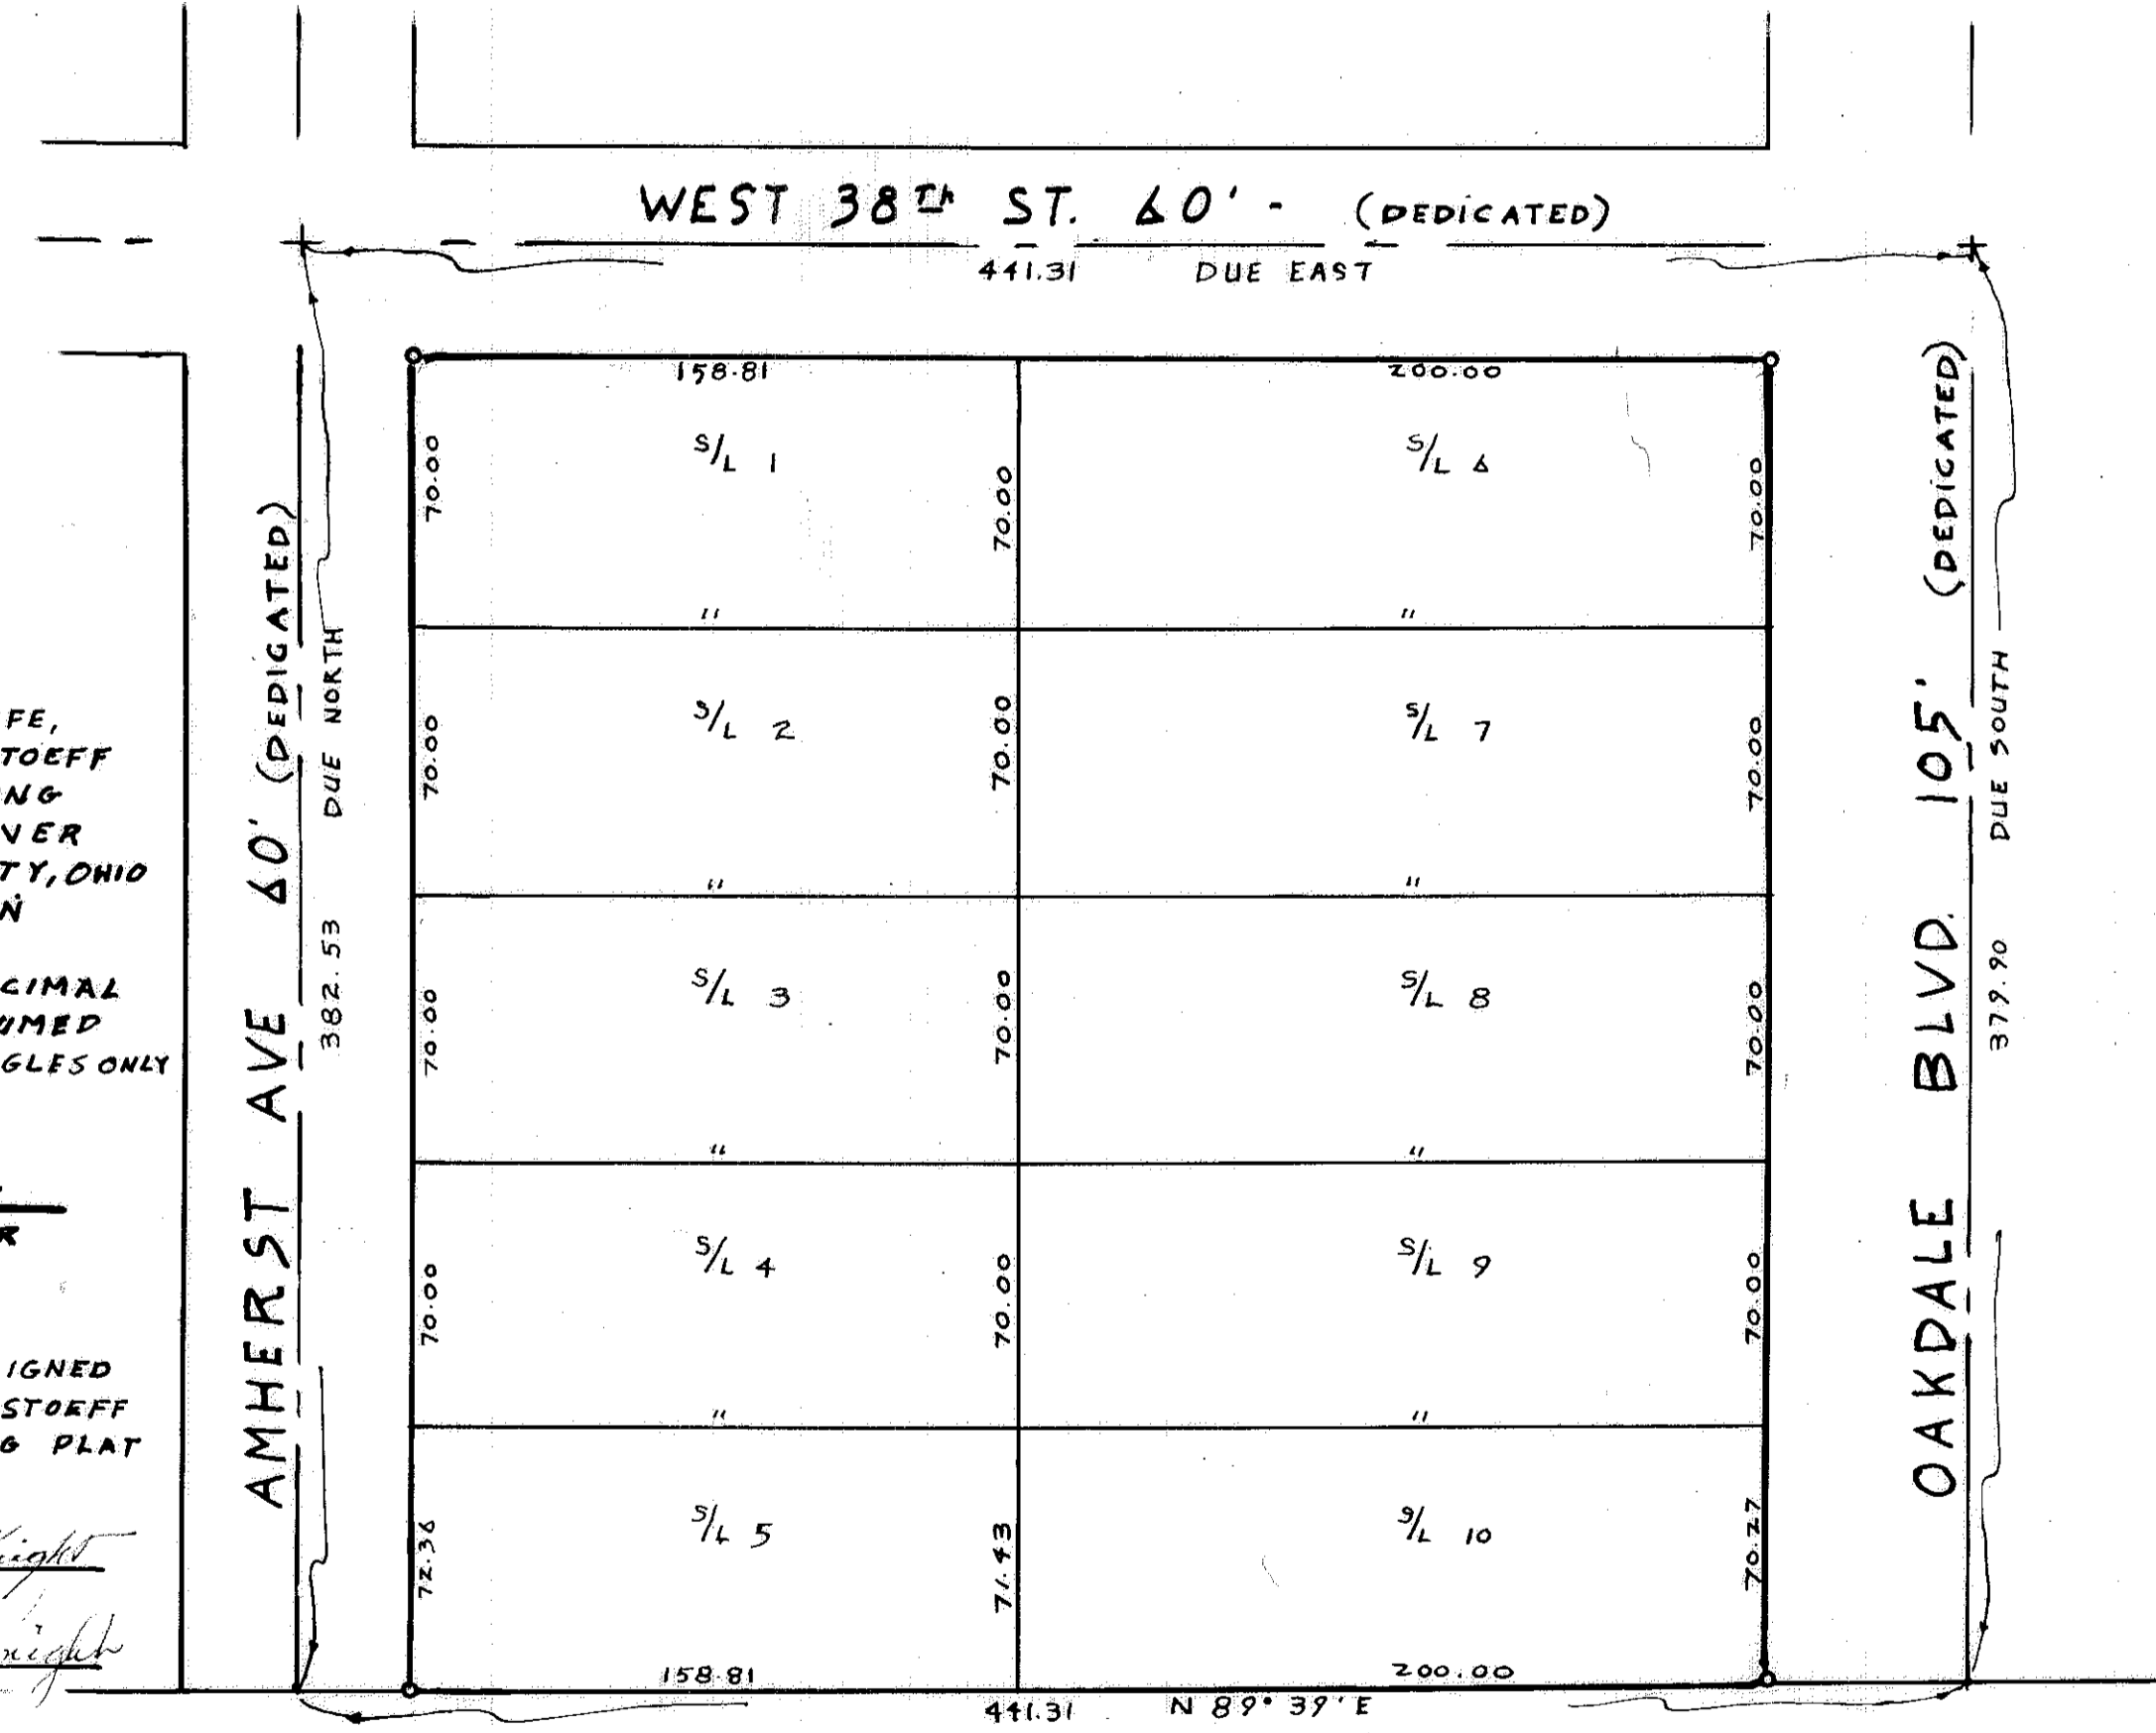 WEST 38TH ST. 60' - (DEDICATED)
441.31 DUE EAST
158.81
200.00
S/L 1
S/L 6
70.00
70.00
70.00
"
"
S/L 2
S/L 7
70.00
70.00
70.00
"
"
S/L 3
S/L 8
70.00
70.00
70.00
"
"
S/L 4
S/L 9
70.00
70.00
70.00
"
"
S/L 5
S/L 10
72.36
71.43
70.27
158.81
200.00
441.31 N 89° 39' E
AMHERST AVE 60' (DEDICATED)
382.53 DUE NORTH
OAKDALE BLVD. 105' (DEDICATED)
379.90 DUE SOUTH
FE,
TOEFF
NG
VER
TY, OHIO
N
CIMAL
UMED
GLES ONLY
R
IGNED
STOEFF
G PLAT